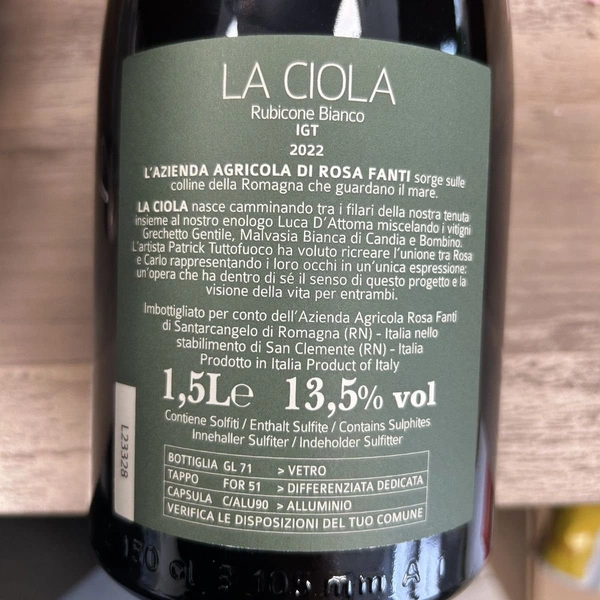 LA CIOLA
Rubicone Bianco
IGT
2022
L'AZIENDA AGRICOLA DI ROSA FANTI sorge sulle
colline della Romagna che guardano il mare.
LA CIOLA nasce camminando tra i filari della nostra tenuta
insieme al nostro enologo Luca D'Attoma miscelando i vitigni
Grechetto Gentile, Malvasia Bianca di Candia e Bombino.
L'artista Patrick Tuttofuoco ha voluto ricreare l'unione tra Rosa
e Carlo rappresentando i loro occhi in un'unica espressione:
un'opera che ha dentro di sé il senso di questo progetto e la
visione della vita per entrambi.
Imbottigliato per conto dell'Azienda Agricola Rosa Fanti
di Santarcangelo di Romagna (RN) - Italia nello
stabilimento di San Clemente (RN) - Italia
Prodotto in Italia Product of Italy
1,5L℮ 13,5% vol
Contiene Solfiti / Enthalt Sulfite / Contains Sulphites
Innehaller Sulfiter / Indeholder Sulfitter
BOTTIGLIA GL 71 > VETRO
TAPPO FOR 51 > DIFFERENZIATA DEDICATA
CAPSULA C/ALU90 > ALLUMINIO
VERIFICA LE DISPOSIZIONI DEL TUO COMUNE
L23328
150 cl 3 105 mm A